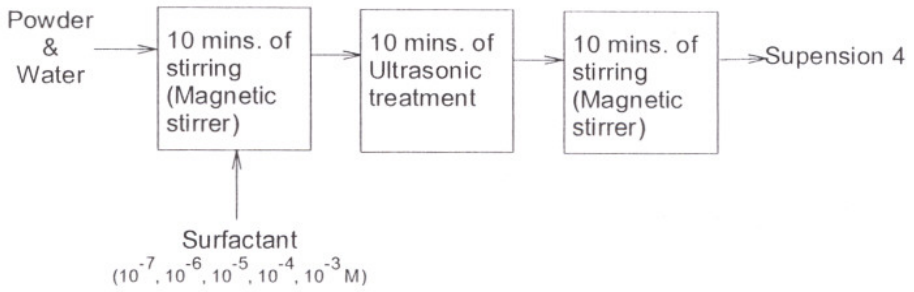 Powder
&
Water
10 mins. of
stirring
(Magnetic
stirrer)
10 mins. of
Ultrasonic
treatment
10 mins. of
stirring
(Magnetic
stirrer)
Supension 4
Surfactant
(10⁻⁷, 10⁻⁶, 10⁻⁵, 10⁻⁴, 10⁻³ M)